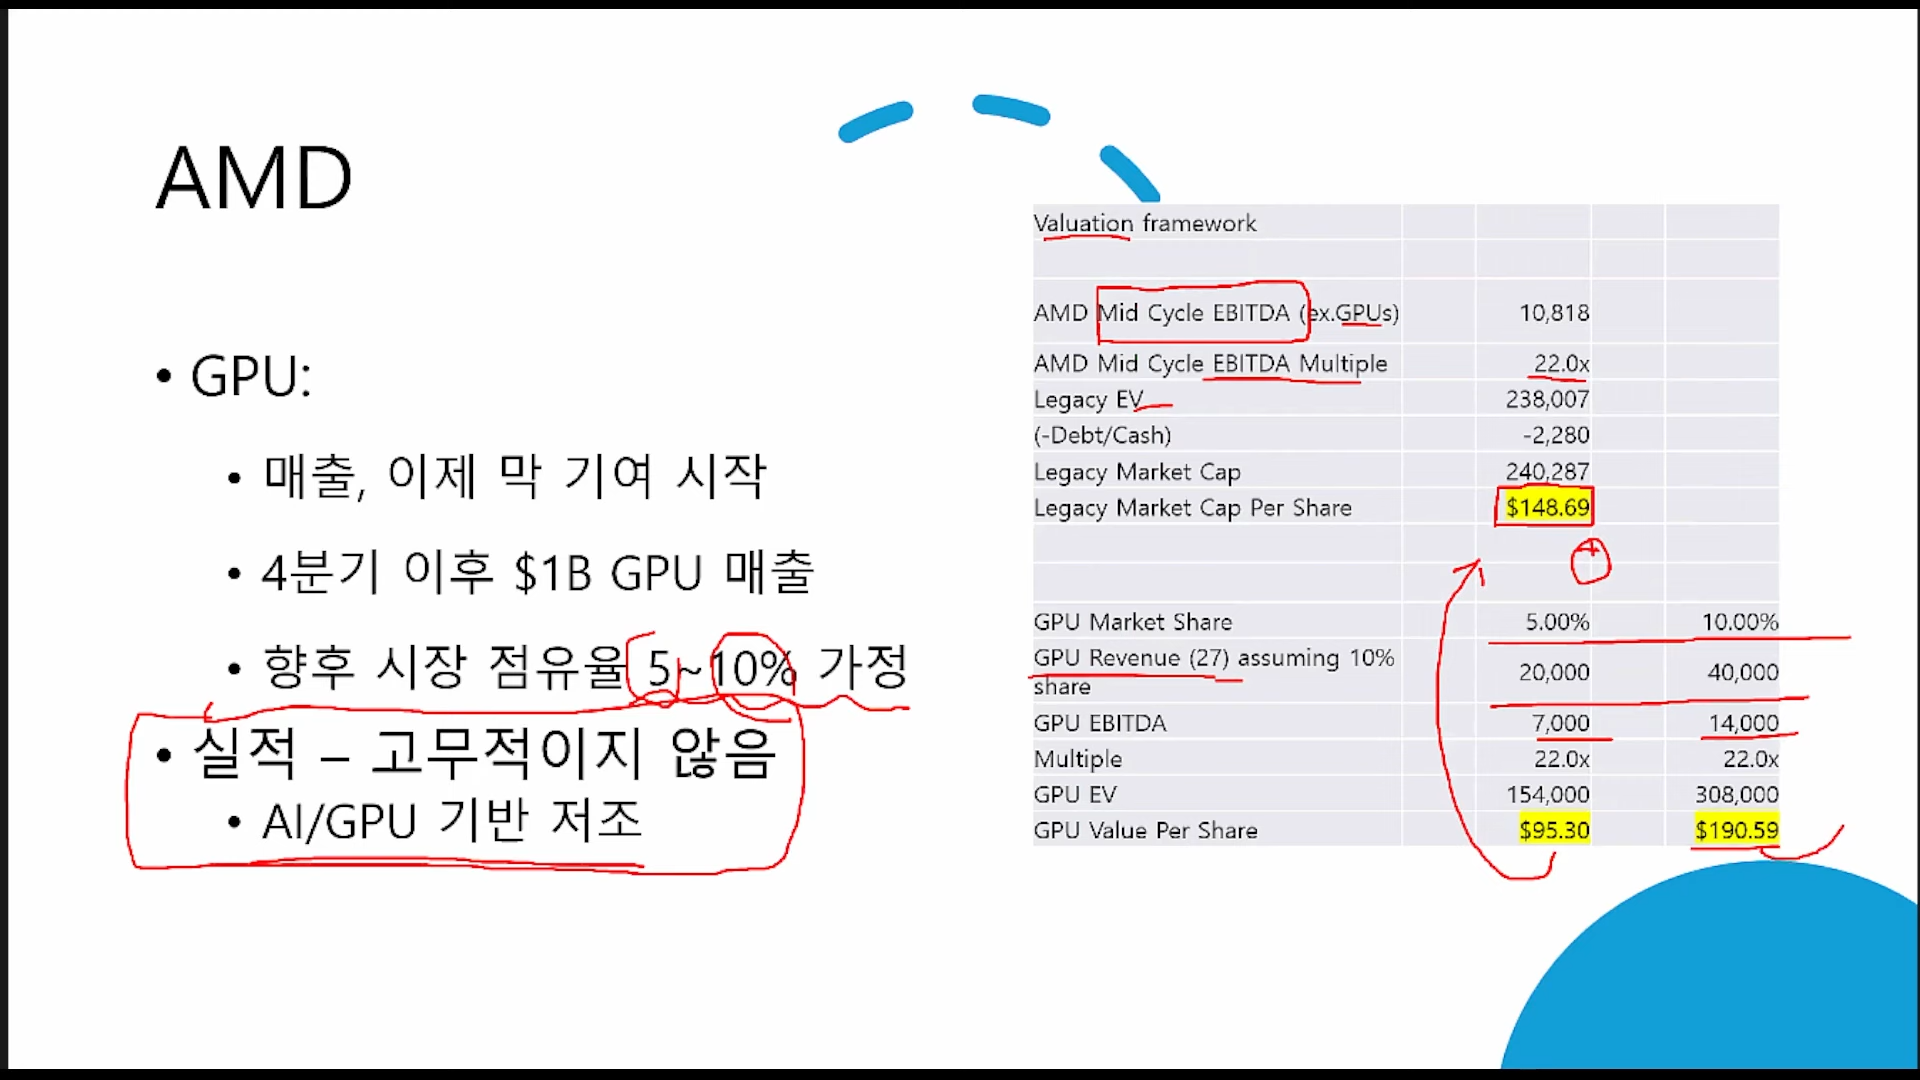 AMD
• GPU:
• 매출, 이제 막 기여 시작
• 4분기 이후 $1B GPU 매출
• 향후 시장 점유율 5~10% 가정
• 실적 – 고무적이지 않음
• AI/GPU 기반 저조
Valuation framework
AMD Mid Cycle EBITDA (ex.GPUs) 10,818
AMD Mid Cycle EBITDA Multiple 22.0x
Legacy EV 238,007
(-Debt/Cash) -2,280
Legacy Market Cap 240,287
Legacy Market Cap Per Share $148.69
+
GPU Market Share 5.00% 10.00%
GPU Revenue (27) assuming 10%
share 20,000 40,000
GPU EBITDA 7,000 14,000
Multiple 22.0x 22.0x
GPU EV 154,000 308,000
GPU Value Per Share $95.30 $190.59